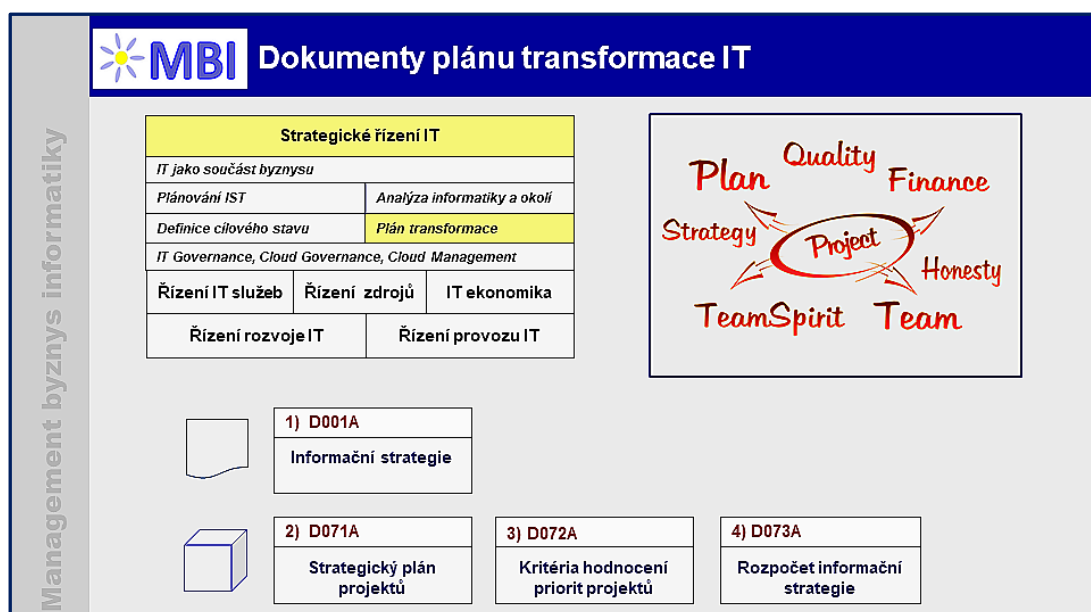 MBI Dokumenty plánu transformace IT
Management byznys informatiky
Strategické řízení IT
IT jako součást byznysu
Plánování IST
Analýza informatiky a okolí
Definice cílového stavu
Plán transformace
IT Governance, Cloud Governance, Cloud Management
Řízení IT služeb
Řízení zdrojů
IT ekonomika
Řízení rozvoje IT
Řízení provozu IT
Quality
Plan
Finance
Strategy
Project
Honesty
TeamSpirit
Team
1) D001A
Informační strategie
2) D071A
Strategický plán
projektů
3) D072A
Kritéria hodnocení
priorit projektů
4) D073A
Rozpočet informační
strategie